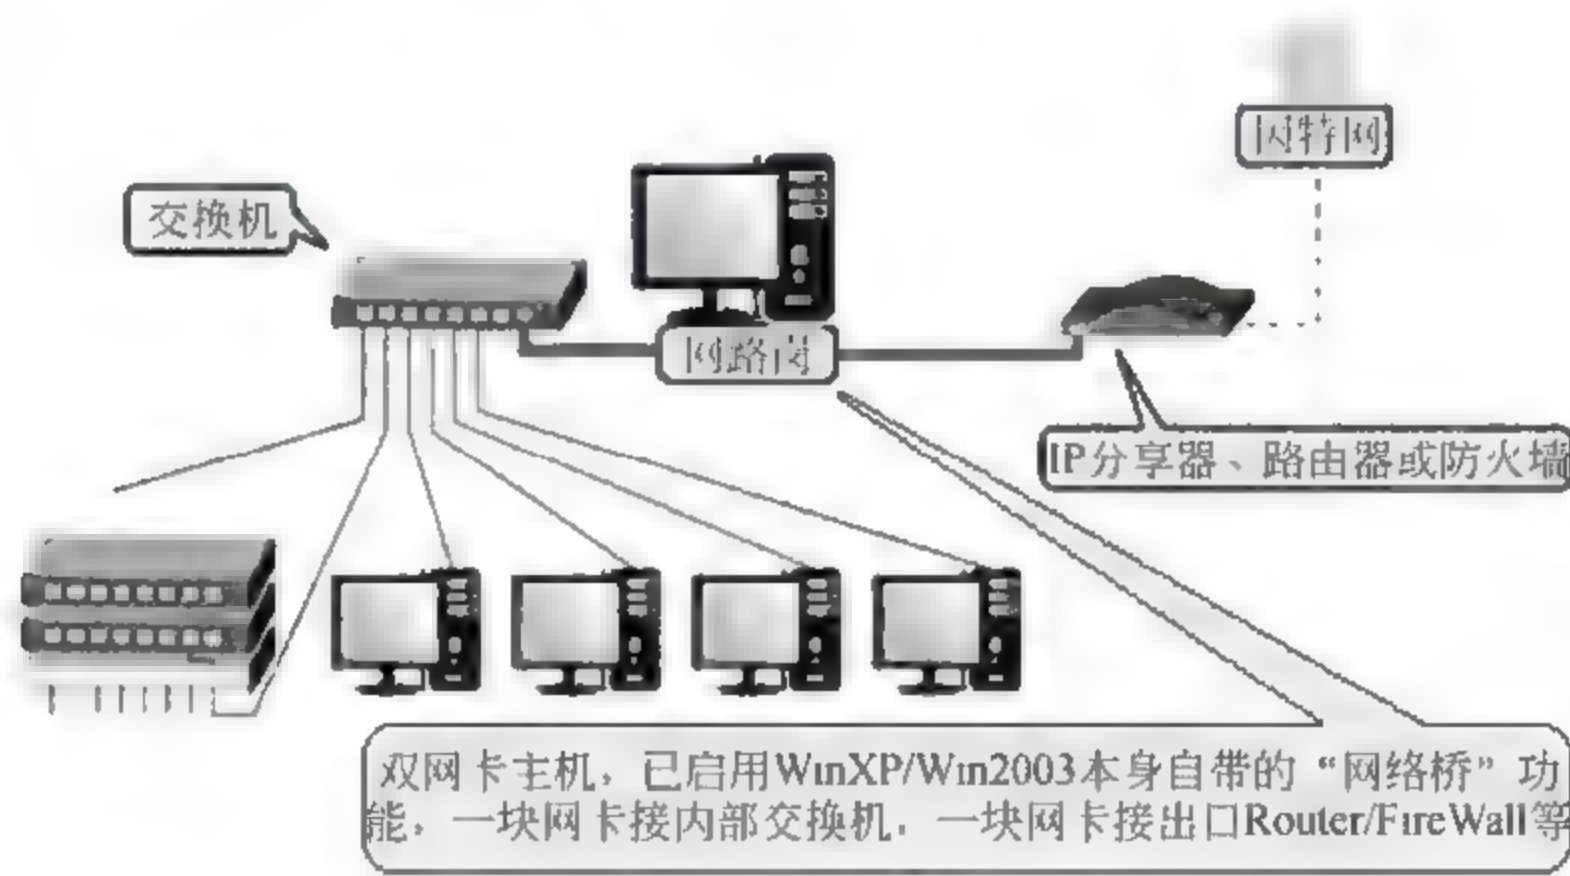 因特网
交换机
网路岗
IP分享器、路由器或防火墙
双网卡主机，已启用WinXP/Win2003本身自带的“网络桥”功
能，一块网卡接内部交换机，一块网卡接出口Router/FireWall等